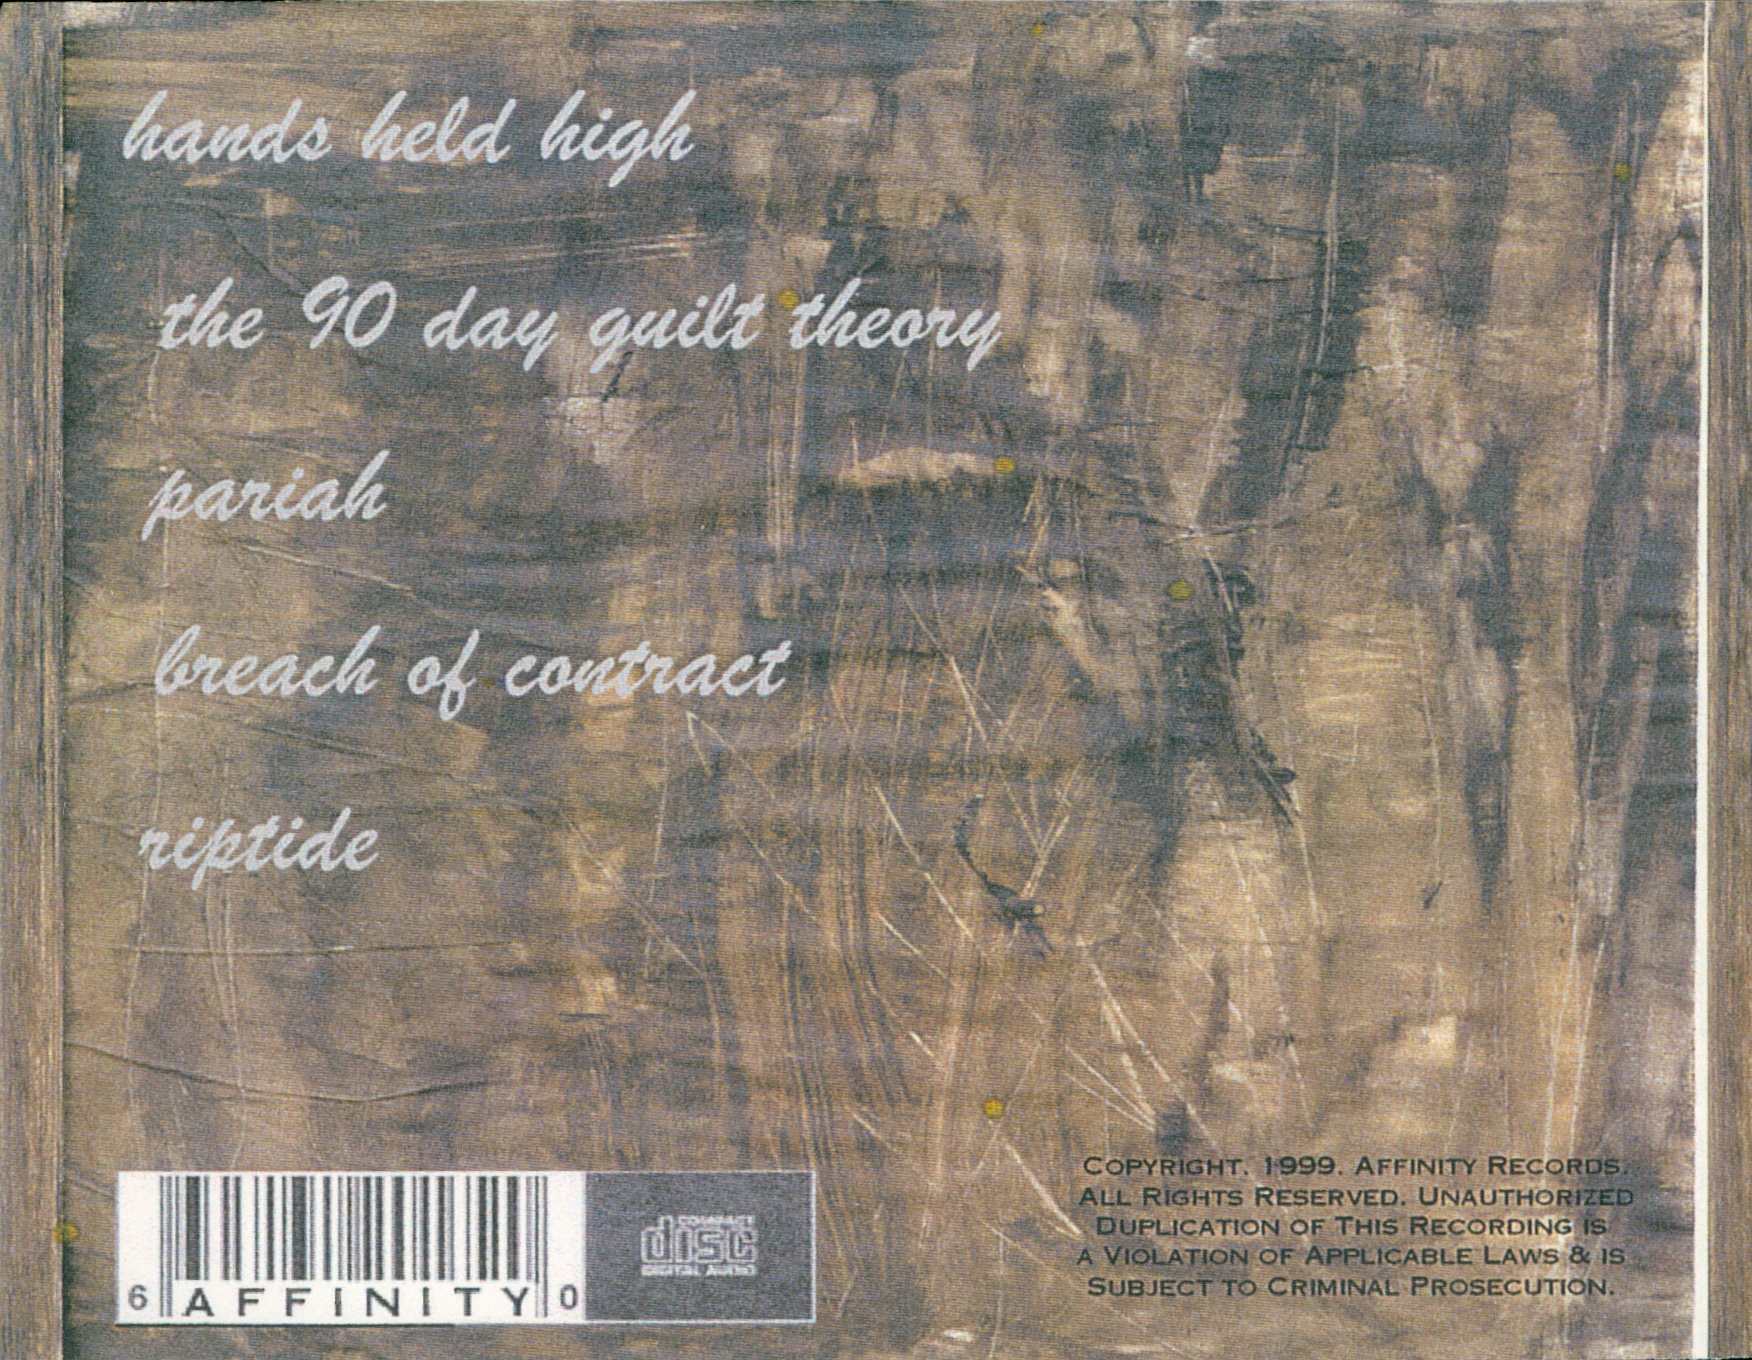 hands held high
the 90 day guilt theory
pariah
breach of contract
riptide
6 AFFINITY 0
COMPACT
disc
DIGITAL AUDIO
COPYRIGHT. 1999. AFFINITY RECORDS.
ALL RIGHTS RESERVED. UNAUTHORIZED
DUPLICATION OF THIS RECORDING IS
A VIOLATION OF APPLICABLE LAWS & IS
SUBJECT TO CRIMINAL PROSECUTION.